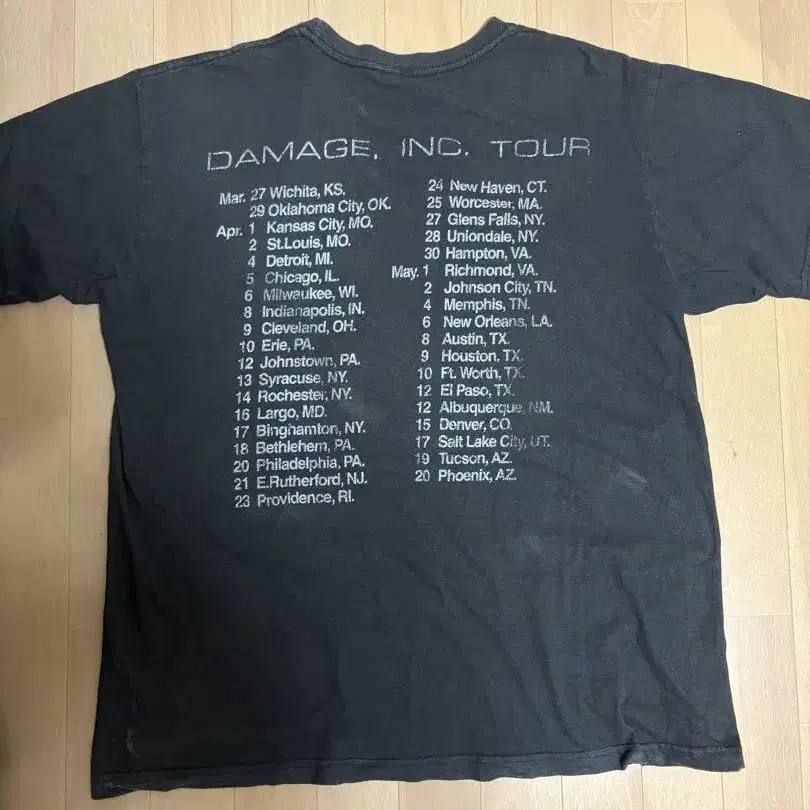 DAMAGE, INC. TOUR
Mar. 27 Wichita, KS.
29 Oklahoma City, OK.
Apr. 1 Kansas City, MO.
2 St.Louis, MO.
4 Detroit, MI.
5 Chicago, IL.
6 Milwaukee, WI.
8 Indianapolis, IN.
9 Cleveland, OH.
10 Erie, PA.
12 Johnstown, PA.
13 Syracuse, NY.
14 Rochester, NY.
16 Largo, MD.
17 Binghamton, NY.
18 Bethlehem, PA.
20 Philadelphia, PA.
21 E.Rutherford, NJ.
23 Providence, RI.
24 New Haven, CT.
25 Worcester, MA.
27 Glens Falls, NY.
28 Uniondale, NY.
30 Hampton, VA.
May. 1 Richmond, VA.
2 Johnson City, TN.
4 Memphis, TN.
6 New Orleans, LA.
8 Austin, TX.
9 Houston, TX.
10 Ft. Worth, TX.
12 El Paso, TX.
12 Albuquerque, NM.
15 Denver, CO.
17 Salt Lake City, UT.
19 Tucson, AZ.
20 Phoenix, AZ.